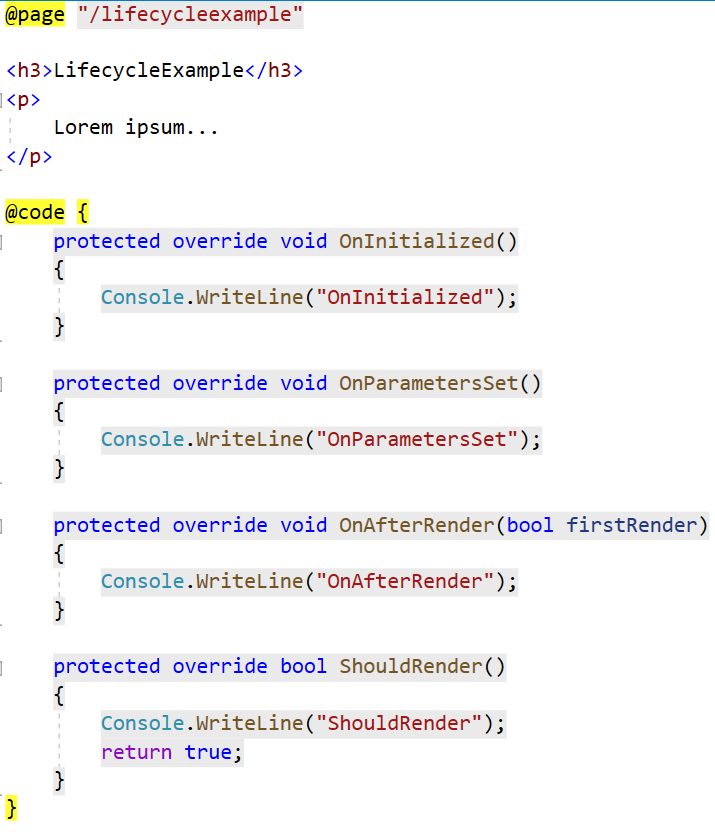 @page "/lifecycleexample"
<h3>LifecycleExample</h3>
<p>
    Lorem ipsum...
</p>
@code {
    protected override void OnInitialized()
    {
        Console.WriteLine("OnInitialized");
    }
    protected override void OnParametersSet()
    {
        Console.WriteLine("OnParametersSet");
    }
    protected override void OnAfterRender(bool firstRender)
    {
        Console.WriteLine("OnAfterRender");
    }
    protected override bool ShouldRender()
    {
        Console.WriteLine("ShouldRender");
        return true;
    }
}